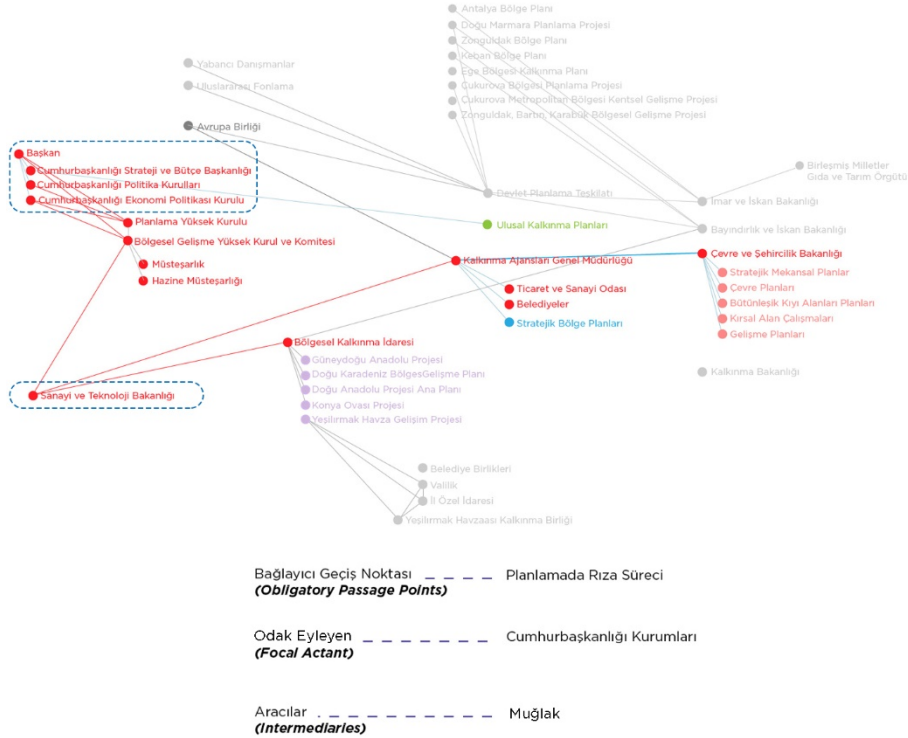 Antalya Bölge Planı
Doğu Marmara Planlama Projesi
Zonguldak Bölge Planı
Keban Bölge Planı
Ege Bölgesi Kalkınma Planı
Çukurova Bölgesi Planlama Projesi
Çukurova Metropolitan Bölgesi Kentsel Gelişme Projesi
Zonguldak, Bartın, Karabük Bölgesel Gelişme Projesi
Yabancı Danışmanlar
Uluslararası Fonlama
Avrupa Birliği
Başkan
Cumhurbaşkanlığı Strateji ve Bütçe Başkanlığı
Cumhurbaşkanlığı Politika Kurulları
Cumhurbaşkanlığı Ekonomi Politikası Kurulu
Planlama Yüksek Kurulu
Bölgesel Gelişme Yüksek Kurul ve Komitesi
Müsteşarlık
Hazine Müsteşarlığı
Devlet Planlama Teşkilatı
Ulusal Kalkınma Planları
Birleşmiş Milletler
Gıda ve Tarım Örgütü
İmar ve İskan Bakanlığı
Bayındırlık ve İskan Bakanlığı
Kalkınma Ajansları Genel Müdürlüğü
Ticaret ve Sanayi Odası
Belediyeler
Stratejik Bölge Planları
Çevre ve Şehircilik Bakanlığı
Stratejik Mekansal Planlar
Çevre Planları
Bütünleşik Kıyı Alanları Planları
Kırsal Alan Çalışmaları
Gelişme Planları
Kalkınma Bakanlığı
Bölgesel Kalkınma İdaresi
Güneydoğu Anadolu Projesi
Doğu Karadeniz BölgesGelişme Planı
Doğu Anadolu Projesi Ana Planı
Konya Ovası Projesi
Yeşilırmak Havza Gelişim Projesi
Sanayi ve Teknoloji Bakanlığı
Belediye Birlikleri
Valilik
İl Özel İdaresi
Yeşilırmak Havzaası Kalkınma Birliği
Bağlayıcı Geçiş Noktası Planlamada Rıza Süreci
(Obligatory Passage Points)
Odak Eyleyen Cumhurbaşkanlığı Kurumları
(Focal Actant)
Aracılar Muğlak
(Intermediaries)